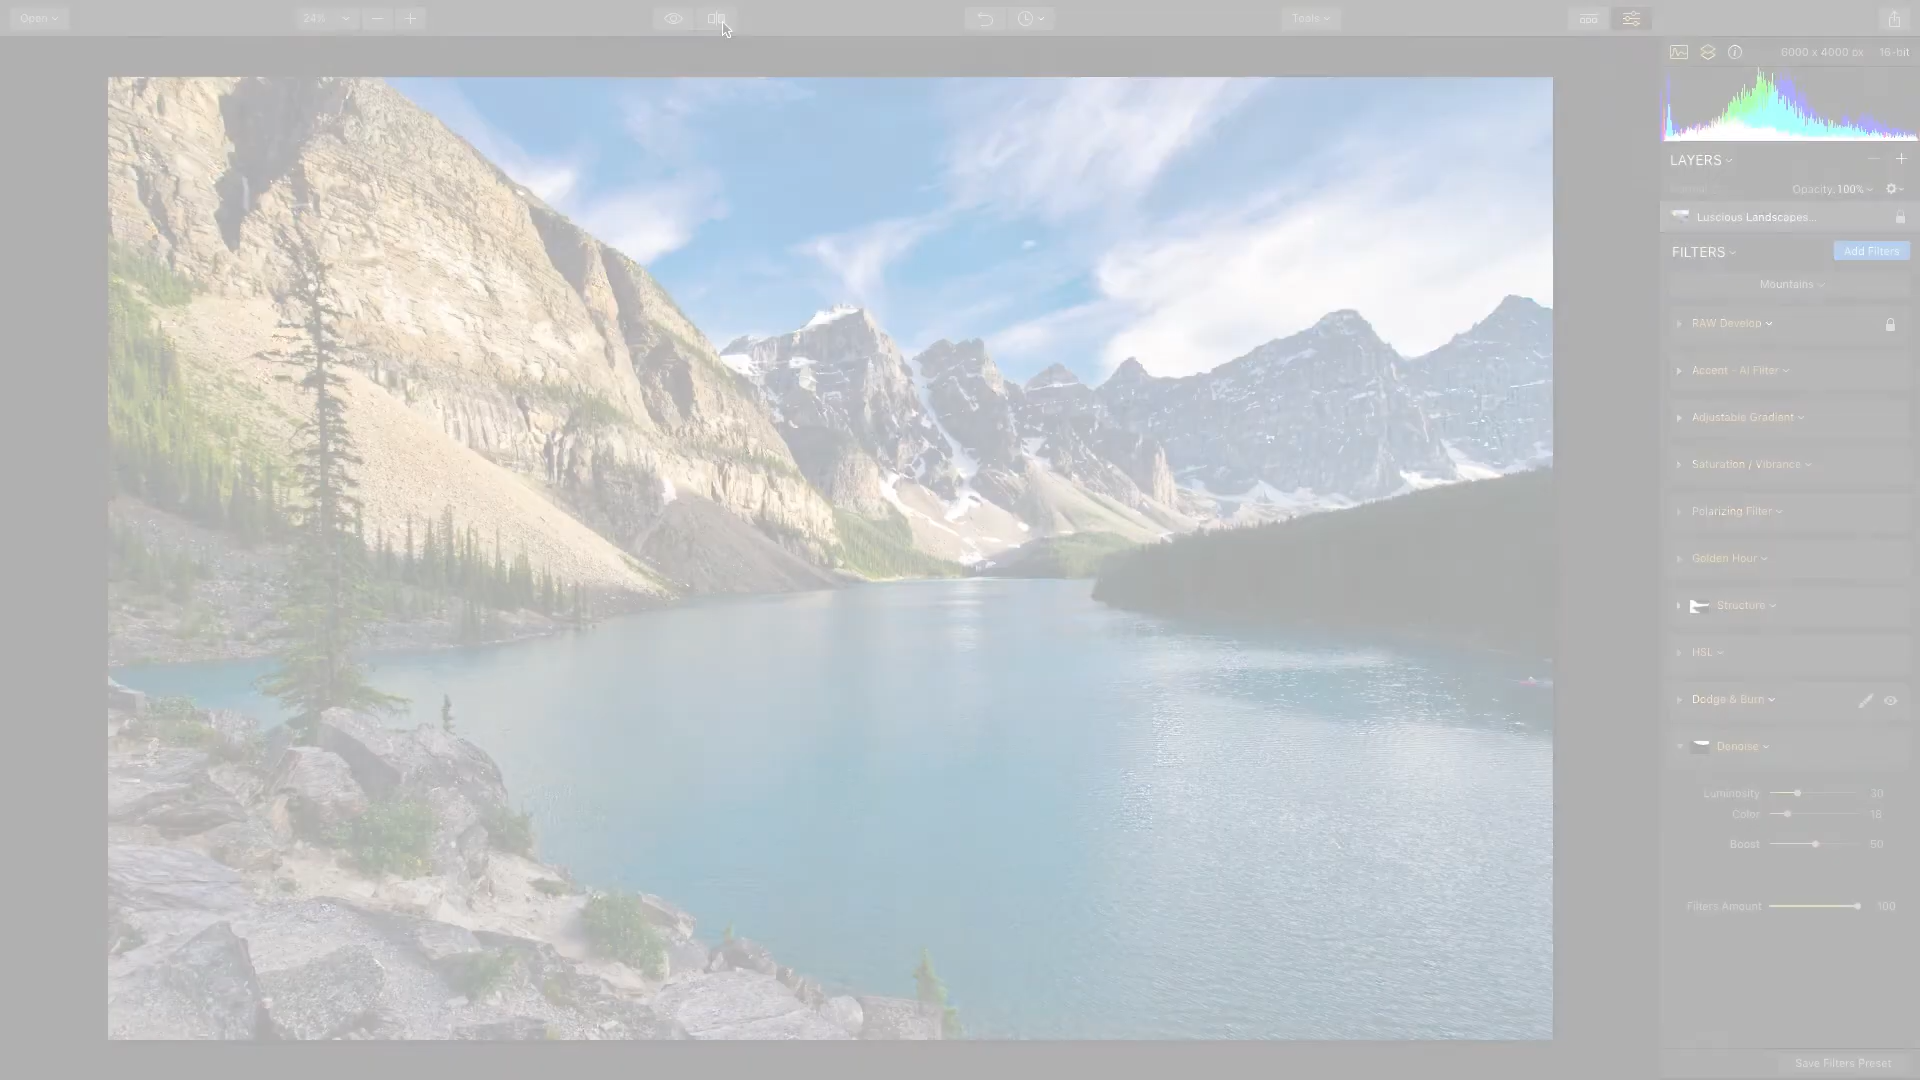 Open
24%
Tools
6000 x 4000 px 16-bit
LAYERS
Opacity: 100%
Luscious Landscapes...
FILTERS
Add Filters
Mountains
RAW Develop
Accent - AI Filter
Adjustable Gradient
Saturation / Vibrance
Polarizing Filter
Golden Hour
Structure
HSL
Dodge & Burn
Denoise
Luminosity 30
Color 15
Boost 50
Filters Amount 100
Save Filters Preset